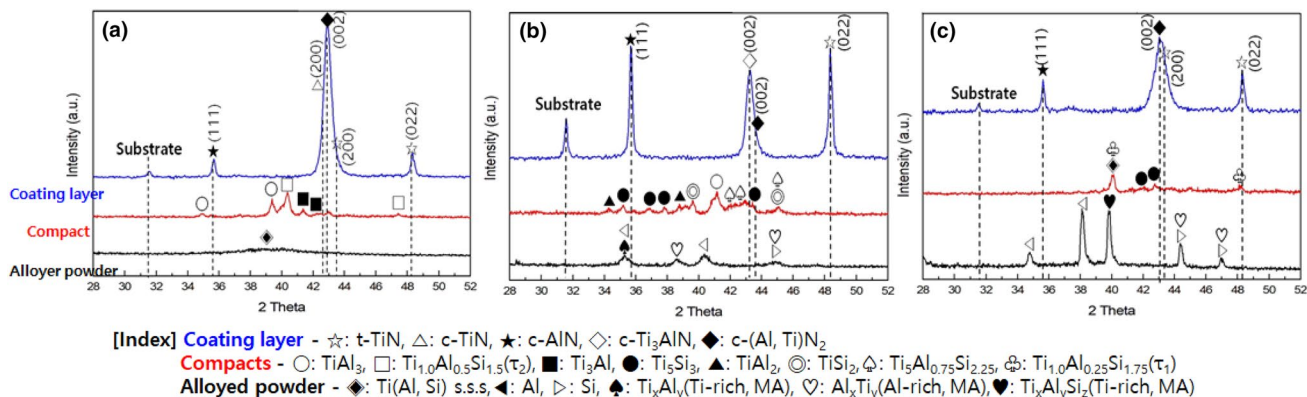 (a)
(200)
(002)
(111)
(200)
(022)
Substrate
Intensity (a.u.)
Coating layer
Compact
Alloyer powder
28 30 32 34 36 38 40 42 44 46 48 50 52
2 Theta
(b)
(111)
(002)
(002)
(022)
Substrate
Intensity (a.u.)
28 30 32 34 36 38 40 42 44 46 48 50 52
2 Theta
(c)
(111)
(002)
(200)
(022)
Substrate
Intensity (a.u.)
28 30 32 34 36 38 40 42 44 46 48 50 52
2 Theta
[Index] Coating layer - ☆: t-TiN, △: c-TiN, ★: c-AlN, ◇: c-Ti₃AlN, ◆: c-(Al, Ti)N₂
Compacts - ○: TiAl₃, □: Ti₁.₀Al₀.₅Si₁.₅(τ₂), ■: Ti₃Al, ●: Ti₅Si₃, ▲: TiAl₂, ◎: TiSi₂, ♤: Ti₅Al₀.₇₅Si₂.₂₅, ♧: Ti₁.₀Al₀.₂₅Si₁.₇₅(τ₁)
Alloyed powder - ◈: Ti(Al, Si) s.s.s, ◀: Al, ▷: Si, ♠: TiₓAlᵧ(Ti-rich, MA), ♡: AlₓTiᵧ(Al-rich, MA), ♥: TiₓAlᵧSi_z(Ti-rich, MA)